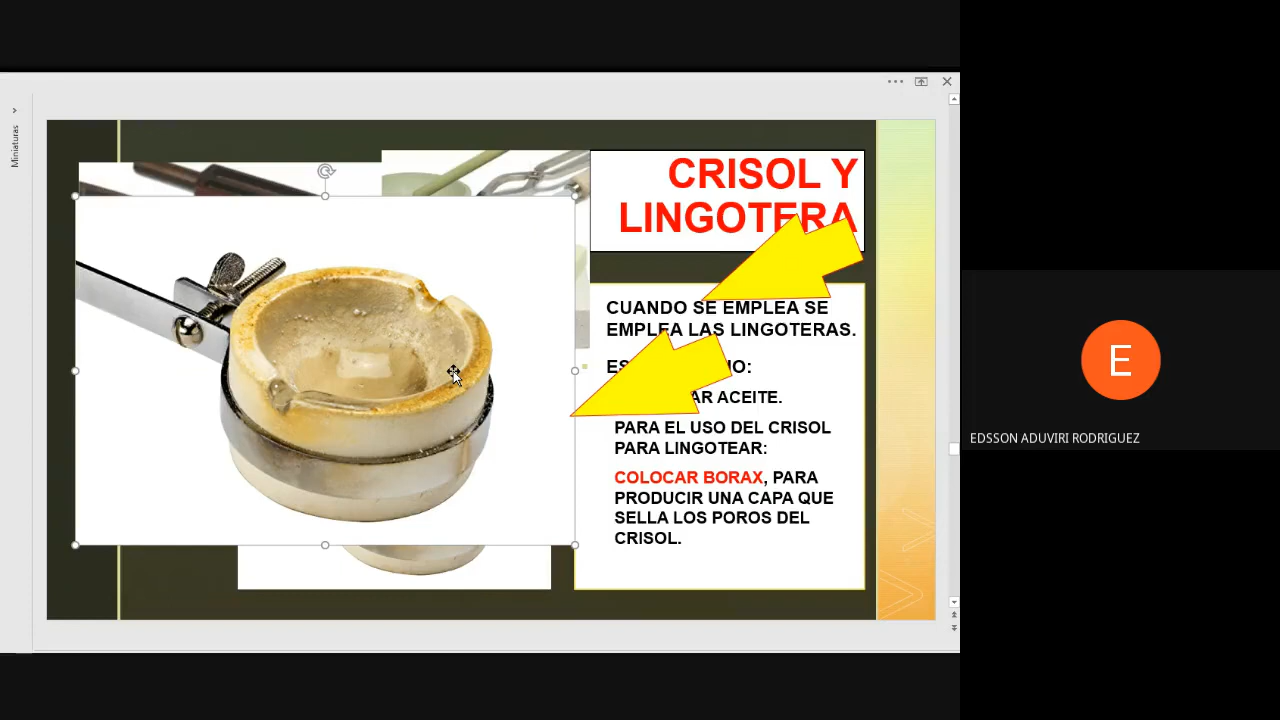 Miniaturas
CRISOL Y
LINGOTERA
CUANDO SE EMPLEA SE
EMPLEA LAS LINGOTERAS.
PARA EL USO DEL CRISOL
ACEITE.
PARA LINGOTEAR:
COLOCAR BORAX, PARA
PRODUCIR UNA CAPA QUE
SELLA LOS POROS DEL
CRISOL.
E
EDSSON ADUVIRI RODRIGUEZ